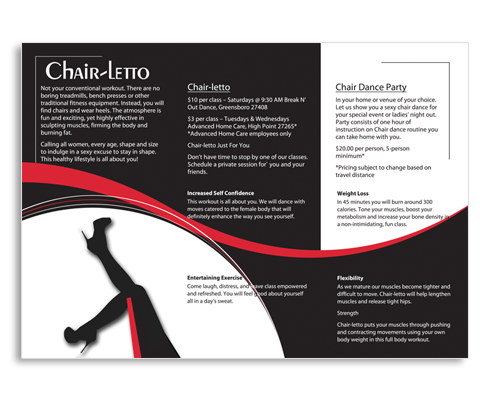 CHAIR-LETTO
Not your conventional workout. There are no
boring treadmills, bench presses or other
traditional fitness equipment. Instead, you will
find chairs and wear heels. The atmosphere is
fun and exciting, yet highly effective in
sculpting muscles, firming the body and
burning fat.
Calling all women, every age, shape and size
to indulge in a sexy excuse to stay in shape.
This healthy lifestyle is all about you!
Chair-letto
$10 per class – Saturdays @ 9:30 AM Break N'
Out Dance, Greensboro 27408
$3 per class – Tuesdays & Wednesdays
Advanced Home Care, High Point 27265*
*Advanced Home Care employees only
Chair-letto Just For You
Don't have time to stop by one of our classes.
Schedule a private session for' you and your
friends.
Increased Self Confidence
This workout is all about you. We will dance with
moves catered to the female body that will
definitely enhance the way you see yourself.
Entertaining Exercise
Come laugh, distress, and leave class empowered
and refreshed. You will feel good about yourself
all in a day's sweat.
Chair Dance Party
In your home or venue of your choice.
Let us show you a sexy chair dance for
your special event or ladies' night out.
Party consists of one hour of
instruction on Chair dance routine you
can take home with you.
$20.00 per person, 5-person
minimum*
*Pricing subject to change based on
travel distance
Weight Loss
In 45 minutes you will burn around 300
calories. Tone your muscles, boost your
metabolism and increase your bone density in
a non-intimidating, fun class.
Flexibility
As we mature our muscles become tighter and
difficult to move. Chair-letto will help lengthen
muscles and release tight hips.
Strength
Chair-letto puts your muscles through pushing
and contracting movements using your own
body weight in this full body workout.